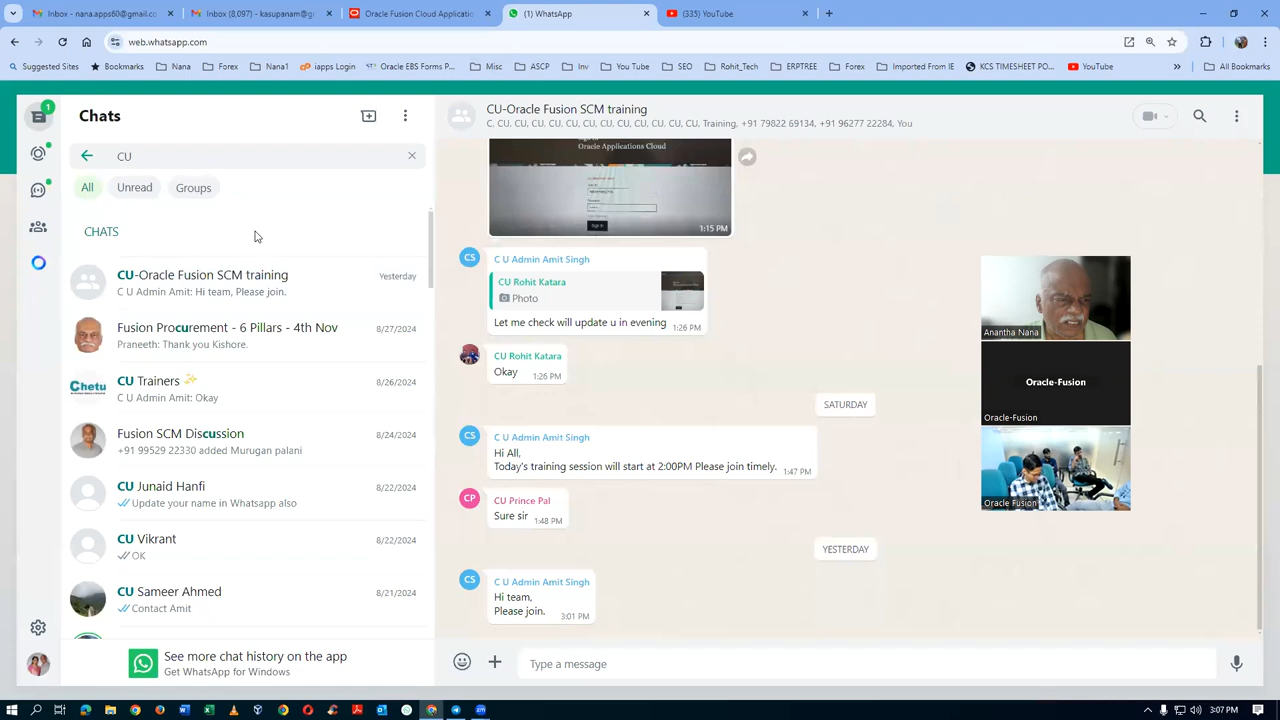 Inbox - nana.apps60@gmail.co
Inbox (8,097) - kasupanam@g
Oracle Fusion Cloud Applicatio
(1) WhatsApp
(335) YouTube
web.whatsapp.com
Suggested Sites
Bookmarks
Nana
Forex
Nana1
iapps Login
Oracle EBS Forms P...
Misc
ASCP
Inv
You Tube
SEO
Rohit_Tech
ERPTREE
Forex
Imported From IE
KCS TIMESHEET PO...
YouTube
All Bookmarks
1
Chats
CU
All
Unread
Groups
CHATS
CU-Oracle Fusion SCM training
Yesterday
C U Admin Amit: Hi team, Please join.
Fusion Procurement - 6 Pillars - 4th Nov
8/27/2024
Praneeth: Thank you Kishore.
Chetu
CU Trainers
8/26/2024
C U Admin Amit: Okay
Fusion SCM Discussion
8/24/2024
+91 99529 22330 added Murugan palani
CU Junaid Hanfi
8/22/2024
Update your name in Whatsapp also
CU Vikrant
8/22/2024
OK
CU Sameer Ahmed
8/21/2024
Contact Amit
See more chat history on the app
Get WhatsApp for Windows
CU-Oracle Fusion SCM training
C, CU, CU, CU, CU, CU, CU, CU, CU, CU, CU, CU, Training, +91 79822 69134, +91 96277 22284, You
Oracle Applications Cloud
1:15 PM
CS
C U Admin Amit Singh
CU Rohit Katara
Photo
Let me check will update u in evening
1:26 PM
CU Rohit Katara
Okay
1:26 PM
SATURDAY
CS
C U Admin Amit Singh
Hi All,
Today's training session will start at 2:00PM Please join timely.
1:47 PM
CP
CU Prince Pal
Sure sir
1:48 PM
YESTERDAY
CS
C U Admin Amit Singh
Hi team,
Please join.
3:01 PM
Type a message
Anantha Nana
Oracle-Fusion
Oracle-Fusion
Oracle Fusion
3:07 PM